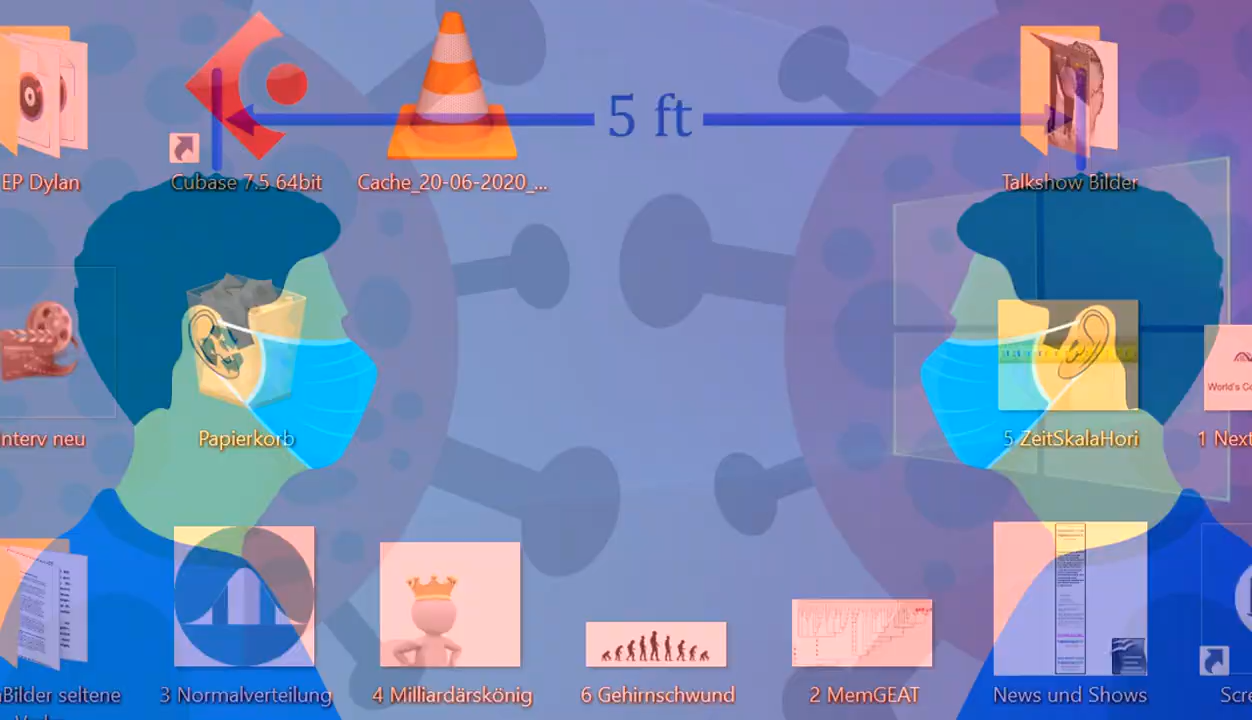 5 ft
EP Dylan
Cubase 7.5 64bit
Cache_20-06-2020_...
Talkshow Bilder
nterv neu
Papierkorb
5 ZeitSkalaHori
World's Co
1 Next
Bilder seltene
3 Normalverteilung
4 Milliardärskönig
6 Gehirnschwund
2 MemGEAT
News und Shows
Scre